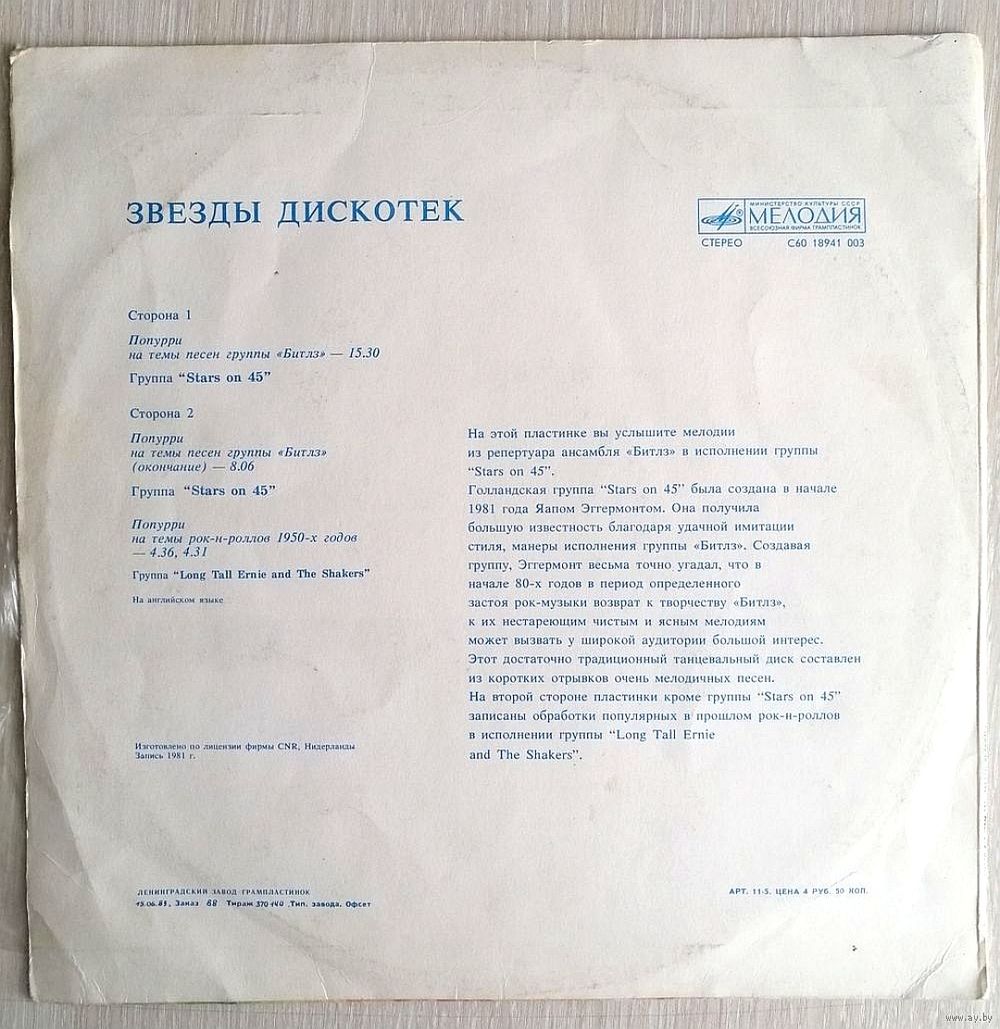 ЗВЕЗДЫ ДИСКОТЕК
МИНИСТЕРСТВО КУЛЬТУРЫ СССР
МЕЛОДИЯ
ВСЕСОЮЗНАЯ ФИРМА ГРАМПЛАСТИНОК
СТЕРЕО С60 18941 003
Сторона 1
Попурри
на темы песен группы «Битлз» — 15.30
Группа “Stars on 45”
Сторона 2
Попурри
на темы песен группы «Битлз»
(окончание) — 8.06
Группа “Stars on 45”
Попурри
на темы рок-н-роллов 1950-х годов
— 4.36, 4.31
Группа “Long Tall Ernie and The Shakers”
На английском языке
На этой пластинке вы услышите мелодии
из репертуара ансамбля «Битлз» в исполнении группы
“Stars on 45”.
Голландская группа “Stars on 45” была создана в начале
1981 года Яапом Эггермонтом. Она получила
большую известность благодаря удачной имитации
стиля, манеры исполнения группы «Битлз». Создавая
группу, Эггермонт весьма точно угадал, что в
начале 80-х годов в период определенного
застоя рок-музыки возврат к творчеству «Битлз»,
к их нестареющим чистым и ясным мелодиям
может вызвать у широкой аудитории большой интерес.
Этот достаточно традиционный танцевальный диск составлен
из коротких отрывков очень мелодичных песен.
На второй стороне пластинки кроме группы “Stars on 45”
записаны обработки популярных в прошлом рок-н-роллов
в исполнении группы “Long Tall Ernie
and The Shakers”.
Изготовлено по лицензии фирмы CNR, Нидерланды
Запись 1981 г.
ЛЕНИНГРАДСКИЙ ЗАВОД ГРАМПЛАСТИНОК
15.06.83, Заказ 68 Тираж 370140 .Тип. завода. Офсет
АРТ. 11-5. ЦЕНА 4 РУБ. 50 КОП.
www.ay.by